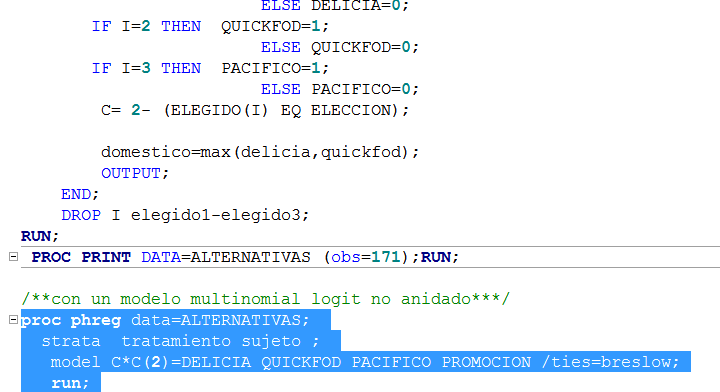 ELSE DELICIA=0;
IF I=2 THEN QUICKFOD=1;
ELSE QUICKFOD=0;
IF I=3 THEN PACIFICO=1;
ELSE PACIFICO=0;
C= 2- (ELEGIDO(I) EQ ELECCION);
domestico=max(delicia,quickfod);
OUTPUT;
END;
DROP I elegido1-elegido3;
RUN;
PROC PRINT DATA=ALTERNATIVAS (obs=171);RUN;
/**con un modelo multinomial logit no anidado***/
proc phreg data=ALTERNATIVAS;
strata tratamiento sujeto ;
model C*C(2)=DELICIA QUICKFOD PACIFICO PROMOCION /ties=breslow;
run;